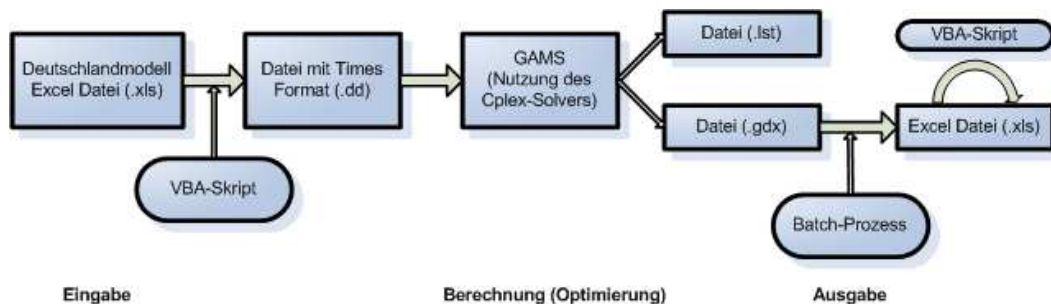 Deutschlandmodell
Excel Datei (.xls)
Datei mit Times
Format (.dd)
GAMS
(Nutzung des
Cplex-Solvers)
Datei (.lst)
Datei (.gdx)
VBA-Skript
Excel Datei (.xls)
VBA-Skript
Batch-Prozess
Eingabe
Berechnung (Optimierung)
Ausgabe